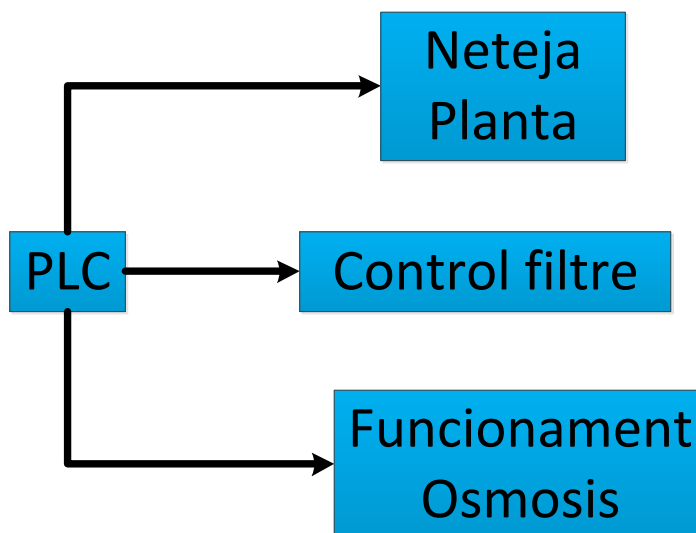 Neteja
Planta
PLC
Control filtre
Funcionament
Osmosis